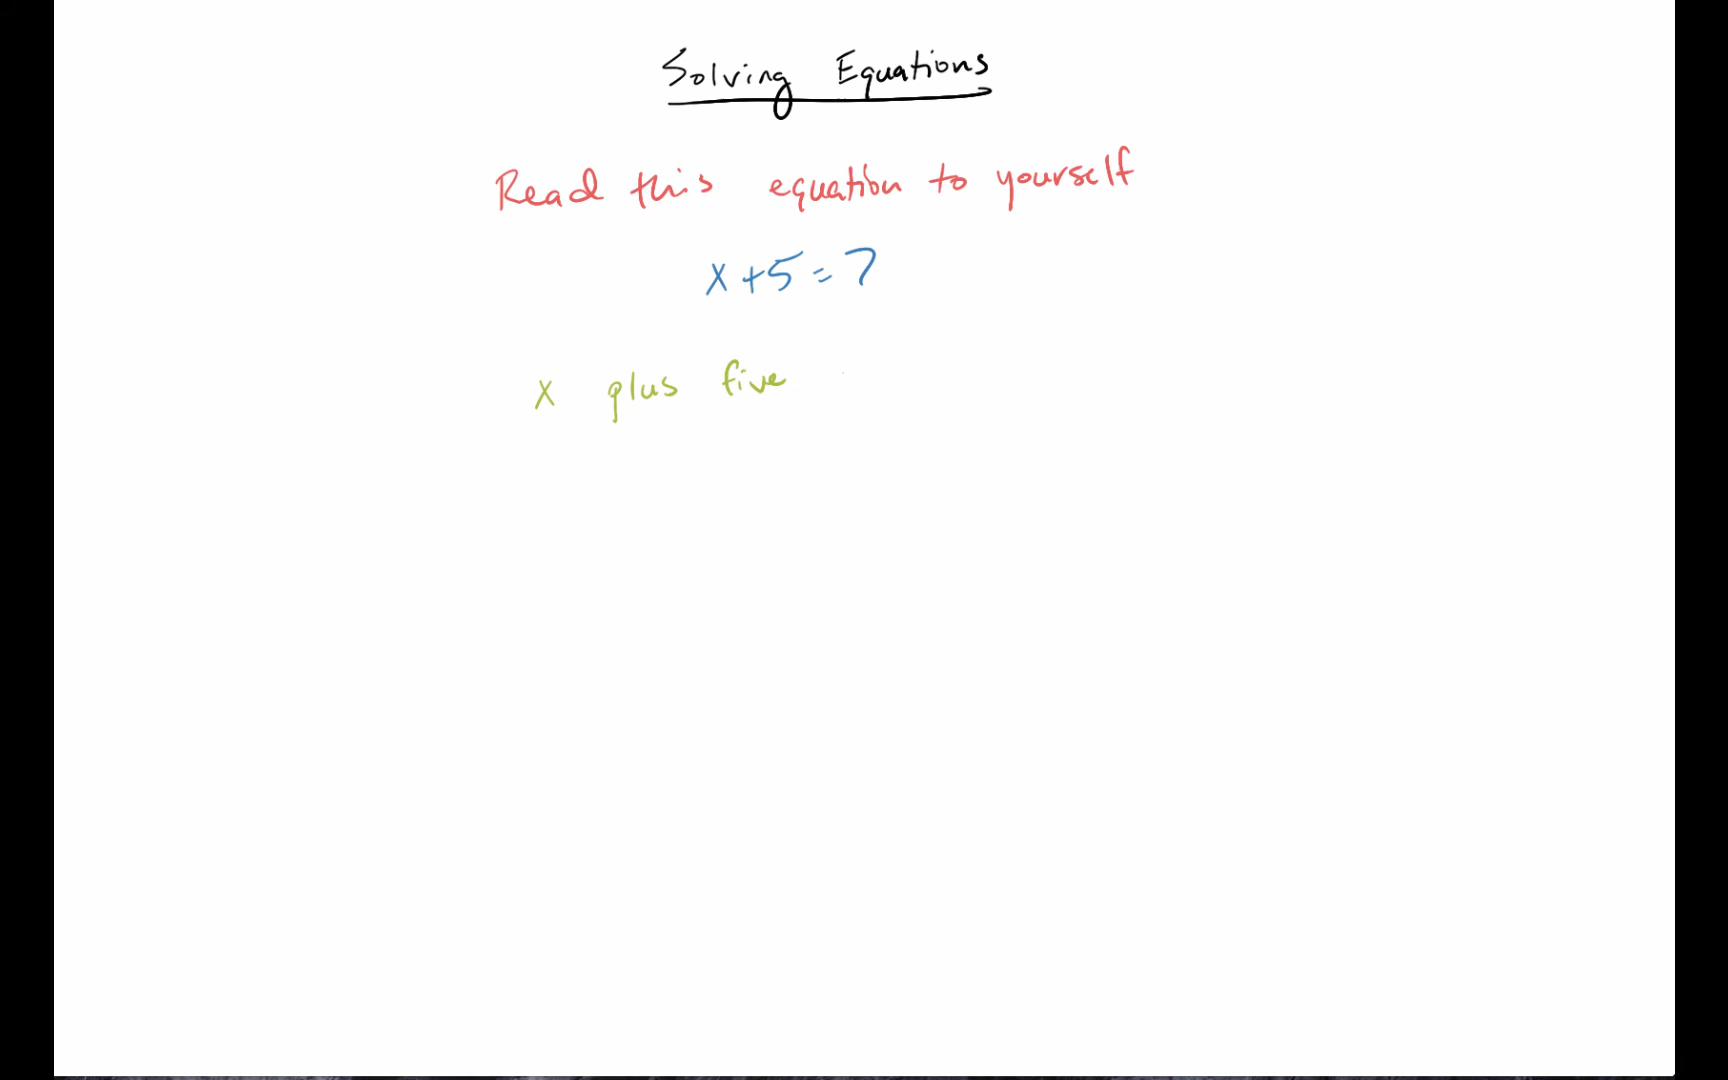 Solving Equations
Read this equation to yourself
x+5=7
x plus five